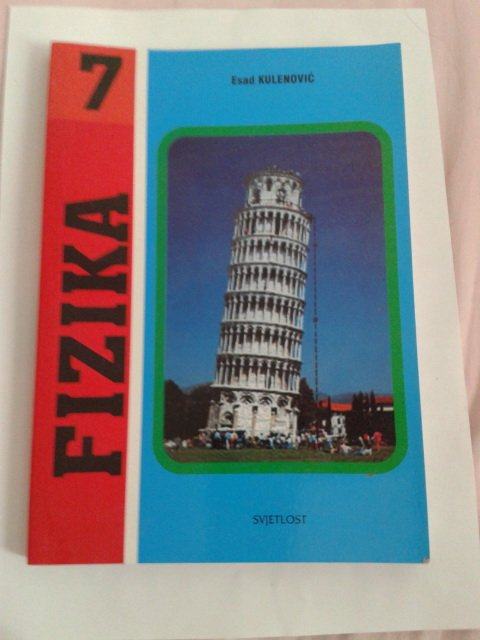 7
FIZIKA
Esad KULENOVIĆ
SVJETLOST